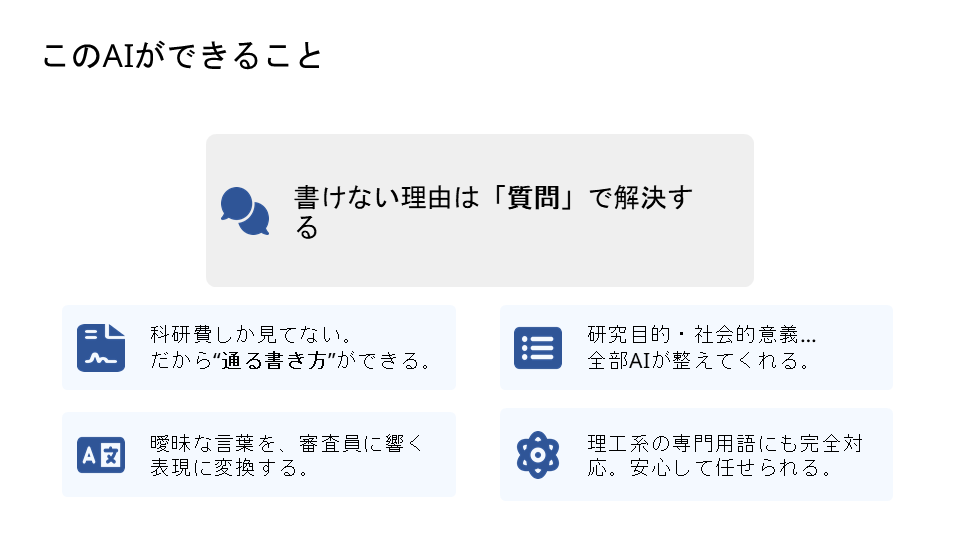 このAIができること
書けない理由は「質問」で解決す
る
科研費しか見てない。
だから“通る書き方”ができる。
研究目的・社会的意義…
全部AIが整えてくれる。
A文
曖昧な言葉を、審査員に響く
表現に変換する。
理工系の専門用語にも完全対
応。安心して任せられる。